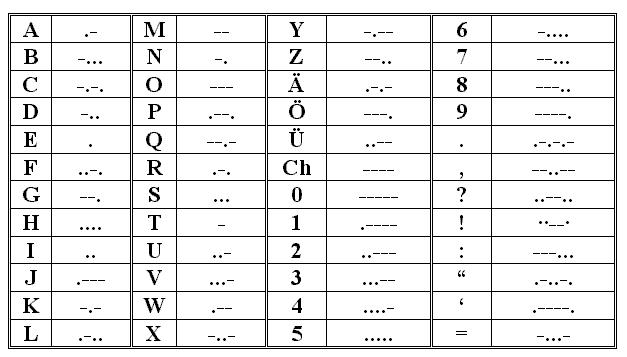 A .- M -- Y -.-- 6 -....
B -... N -. Z --.. 7 --...
C -.-. O --- Ä .-.- 8 ---..
D -.. P .--. Ö ---. 9 ----.
E . Q --.- Ü ..-- . .-.-.-
F ..-. R .-. Ch ---- , --..--
G --. S ... 0 ----- ? ..--..
H .... T - 1 .---- ! ..--.
I .. U ..- 2 ..--- : ---...
J .--- V ...- 3 ...-- “ .-..-.
K -.- W .-- 4 ....- ‘ .----.
L .-.. X -..- 5 ..... = -...-